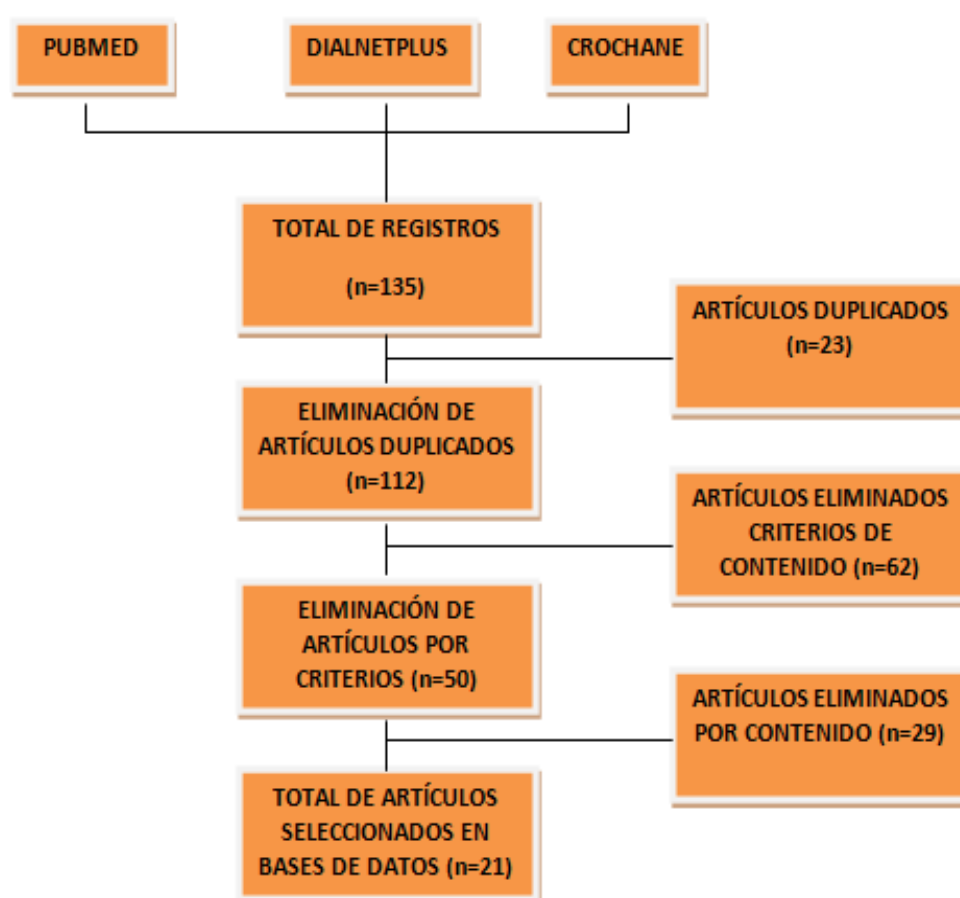 PUBMED
DIALNETPLUS
CROCHANE
TOTAL DE REGISTROS
(n=135)
ARTÍCULOS DUPLICADOS
(n=23)
ELIMINACIÓN DE
ARTÍCULOS DUPLICADOS
(n=112)
ARTÍCULOS ELIMINADOS
CRITERIOS DE
CONTENIDO (n=62)
ELIMINACIÓN DE
ARTÍCULOS POR
CRITERIOS (n=50)
ARTÍCULOS ELIMINADOS
POR CONTENIDO (n=29)
TOTAL DE ARTÍCULOS
SELECCIONADOS EN
BASES DE DATOS (n=21)